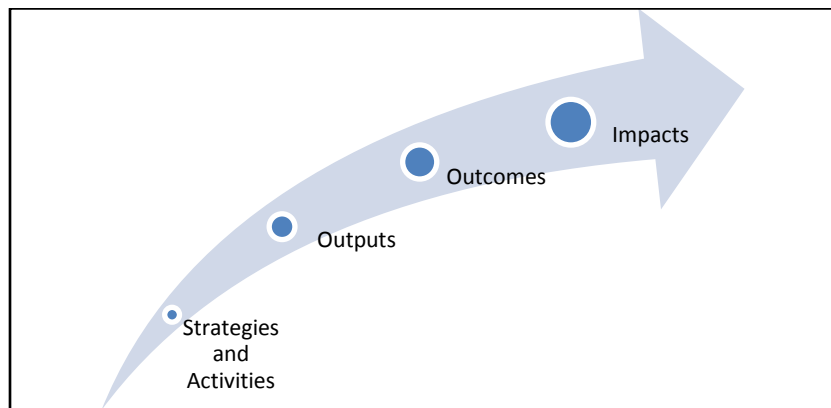 Impacts
Outcomes
Outputs
Strategies
and
Activities